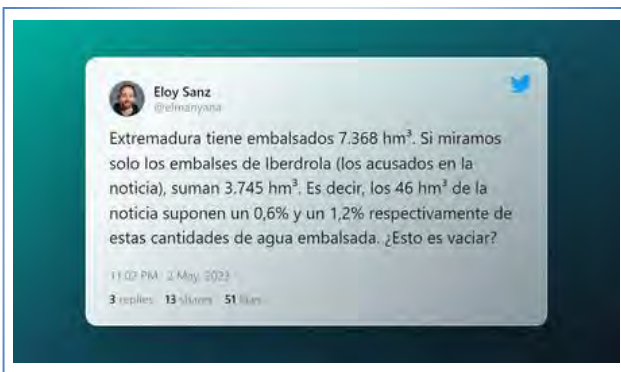 Eloy Sanz
@elmanyana
Extremadura tiene embalsados 7.368 hm³. Si miramos
solo los embalses de Iberdrola (los acusados en la
noticia), suman 3.745 hm³. Es decir, los 46 hm³ de la
noticia suponen un 0,6% y un 1,2% respectivamente de
estas cantidades de agua embalsada. ¿Esto es vaciar?
11:02 PM · 2 May, 2023
3 replies 13 shares 51 likes